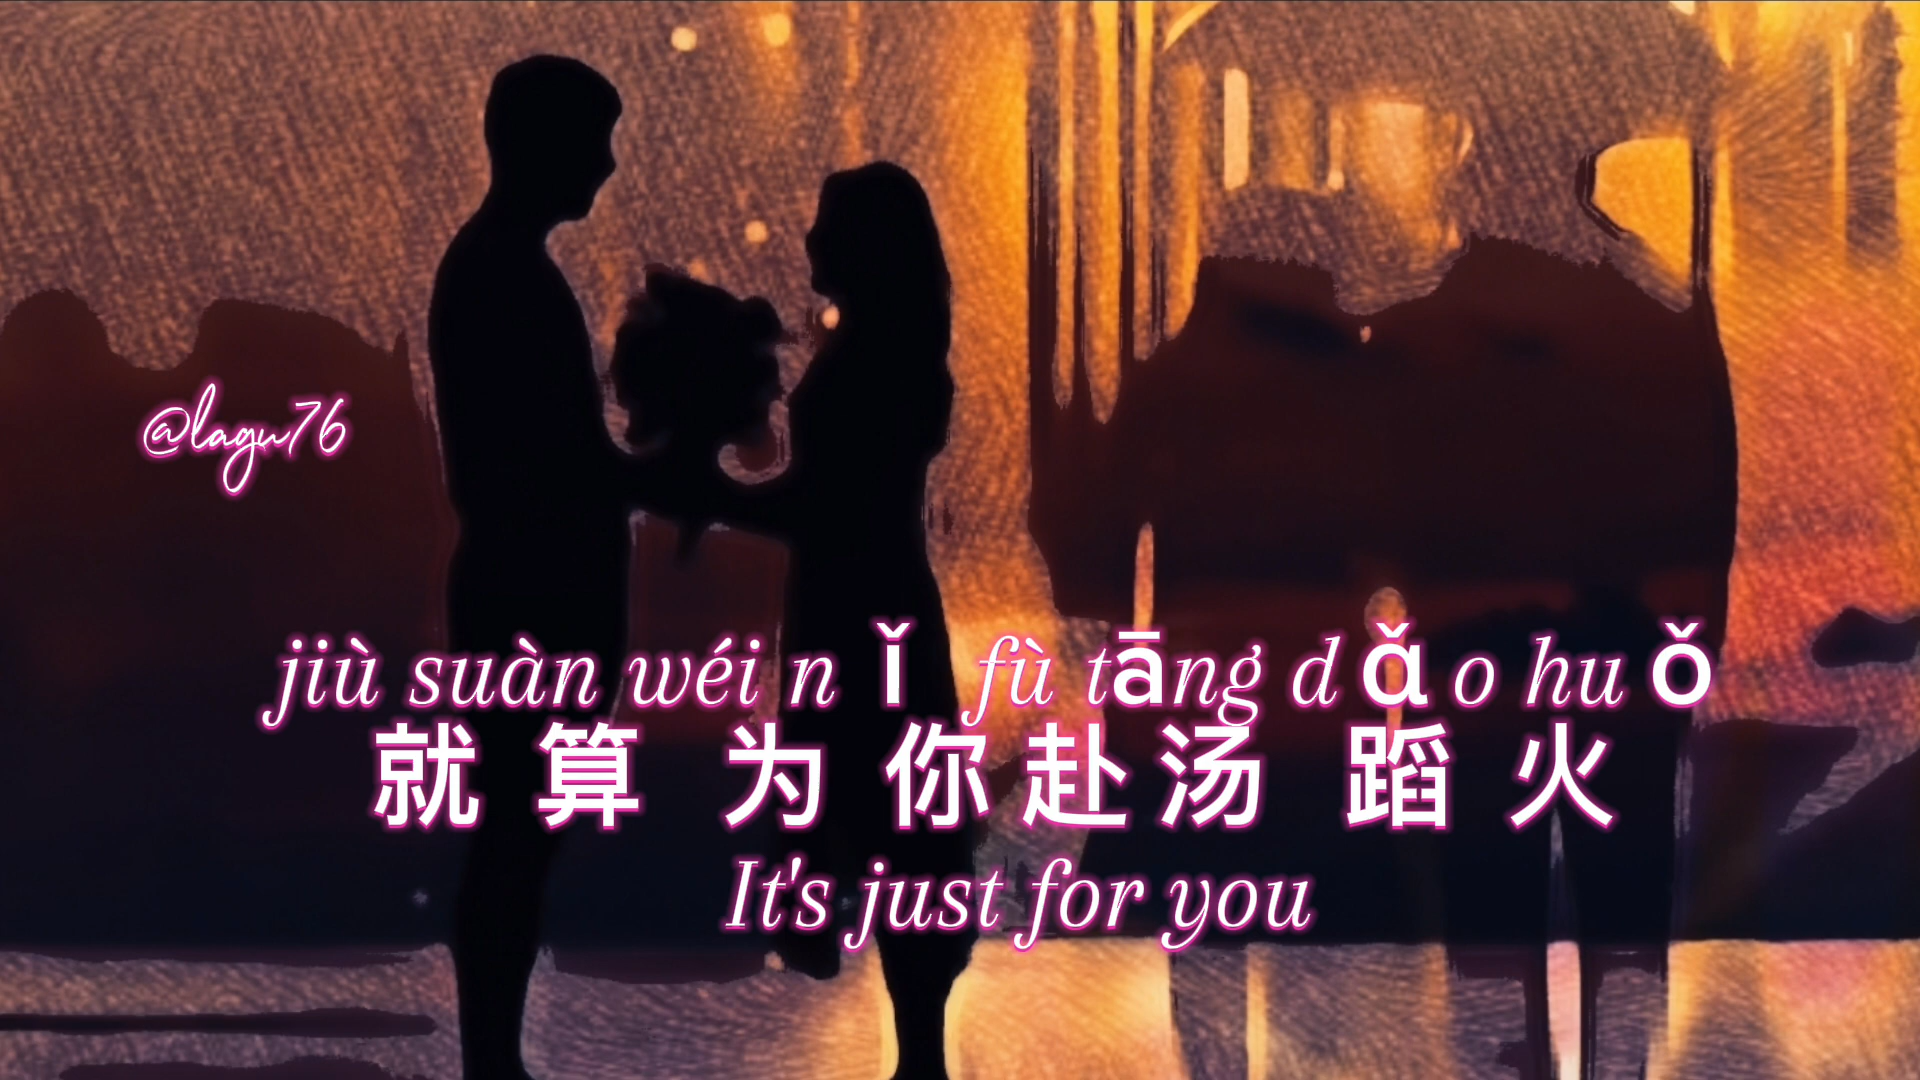 @lagu76
jiù suàn wéi nǐ fù tāng dǎo huǒ
就算为你赴汤蹈火
It's just for you